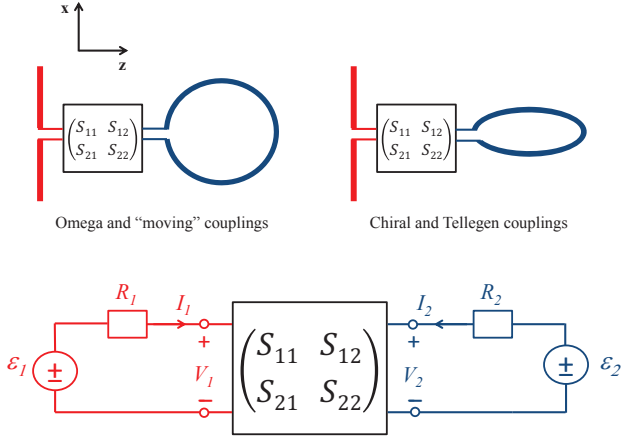 x
z
S11 S12
S21 S22
S11 S12
S21 S22
Omega and “moving” couplings
Chiral and Tellegen couplings
R1 I1 I2 R2
+ +
ε1 ± V1 S11 S12 V2 ± ε2
S21 S22
− −